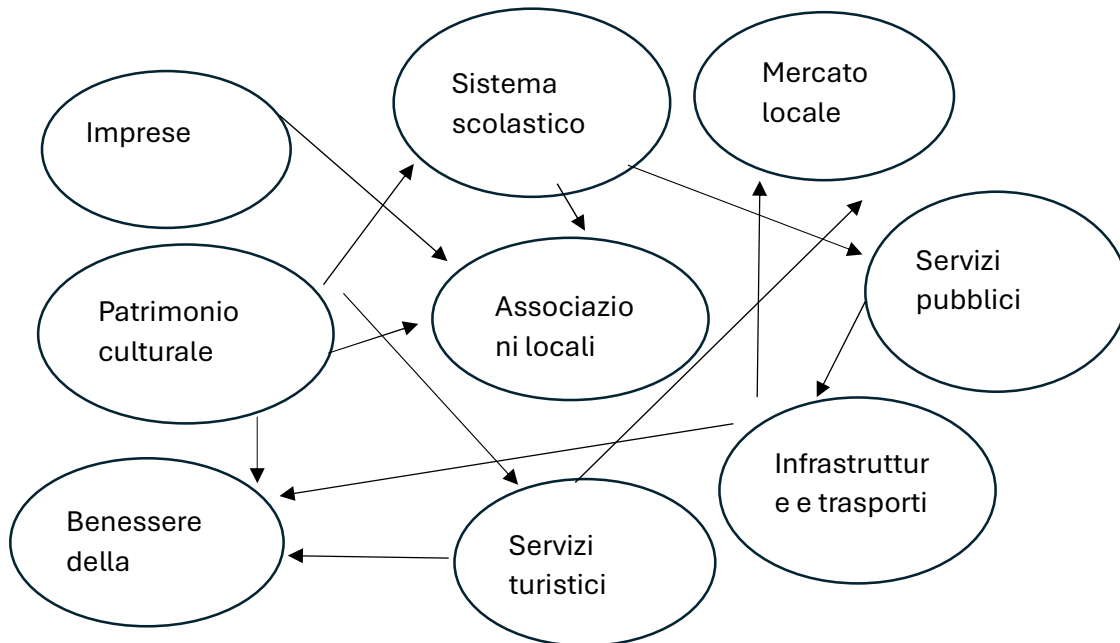 Imprese
Sistema
scolastico
Mercato
locale
Patrimonio
culturale
Associazio
ni locali
Servizi
pubblici
Benessere
della
Servizi
turistici
Infrastruttur
e e trasporti